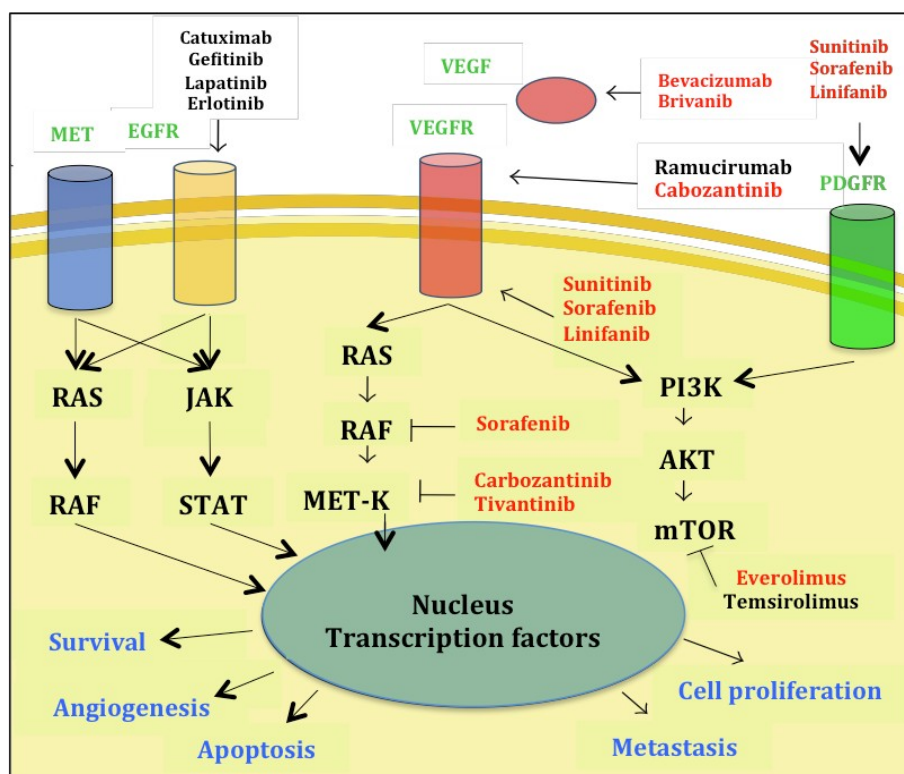 Catuximab
Gefitinib
Lapatinib
Erlotinib
MET
EGFR
VEGF
VEGFR
Bevacizumab
Brivanib
Sunitinib
Sorafenib
Linifanib
Ramucirumab
Cabozantinib
PDGFR
Sunitinib
Sorafenib
Linifanib
RAS
JAK
RAS
PI3K
RAF
Sorafenib
AKT
RAF
STAT
MET-K
Carbozantinib
Tivantinib
mTOR
Everolimus
Temsirolimus
Nucleus
Transcription factors
Survival
Angiogenesis
Apoptosis
Metastasis
Cell proliferation